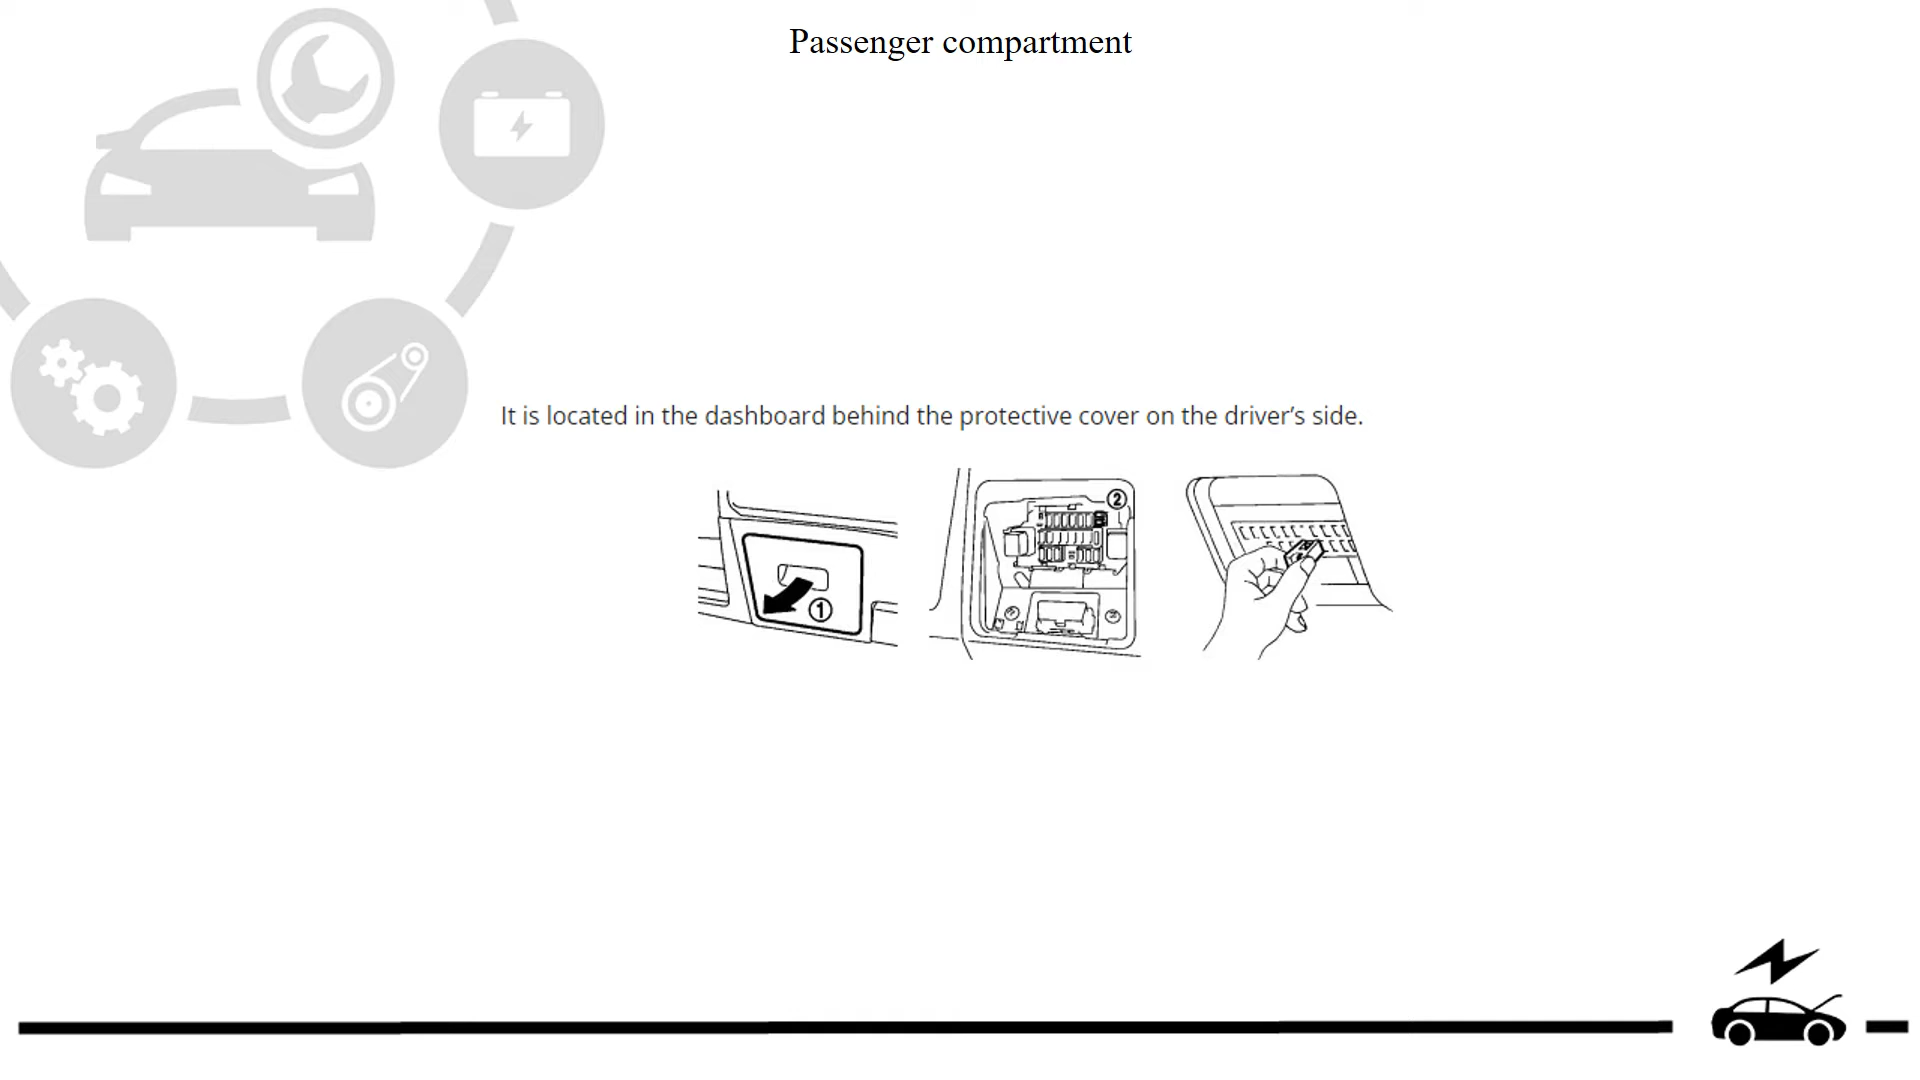 Passenger compartment
It is located in the dashboard behind the protective cover on the driver’s side.
1
2